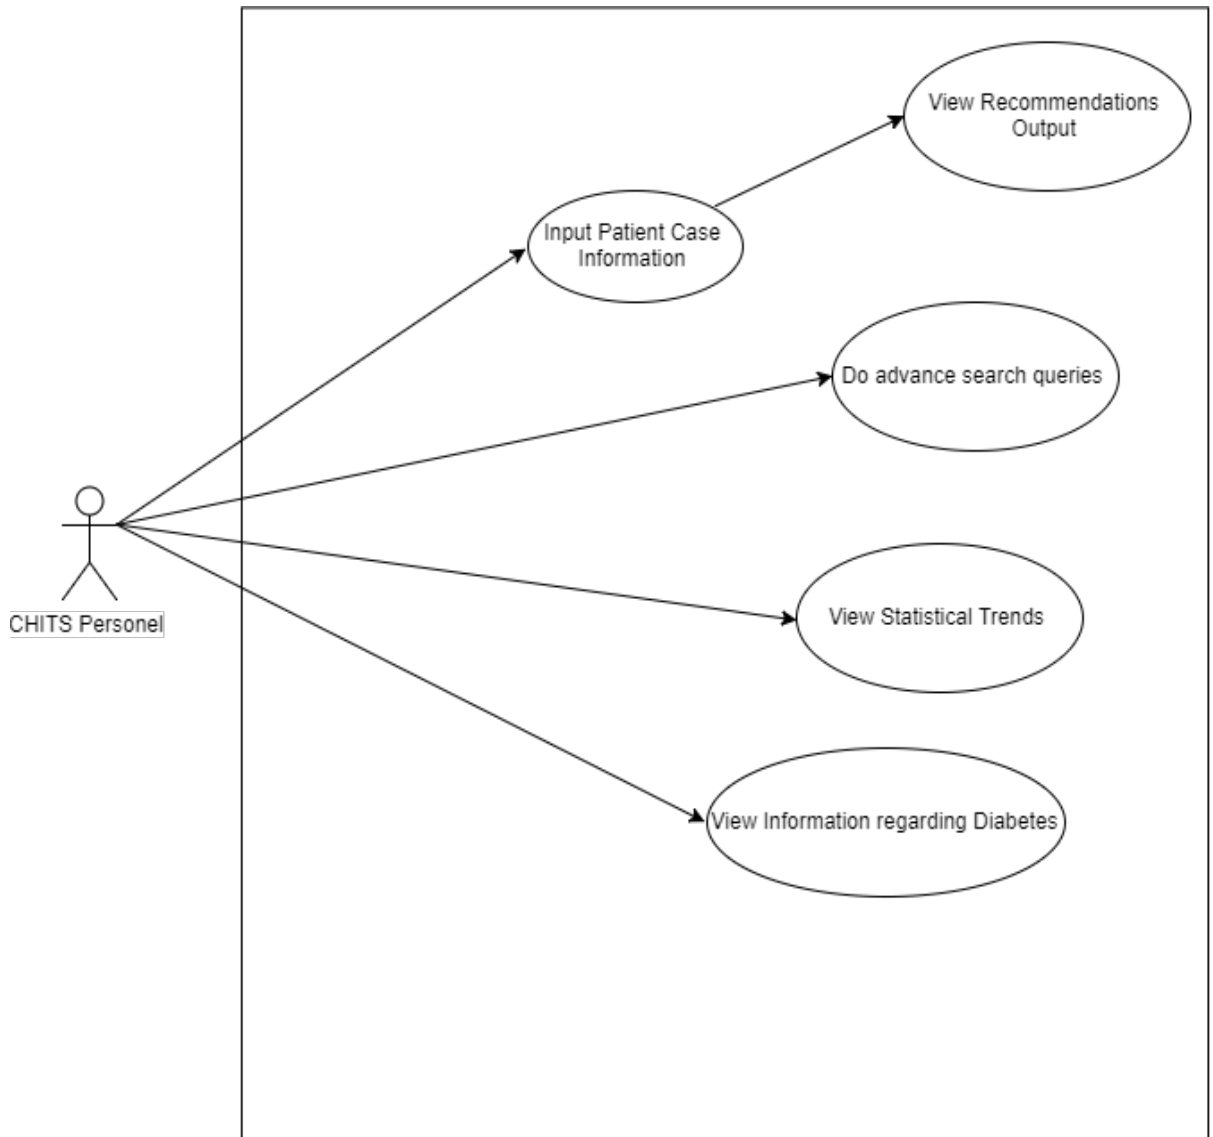 View Recommendations
Output
Input Patient Case
Information
Do advance search queries
CHITS Personel
View Statistical Trends
View Information regarding Diabetes